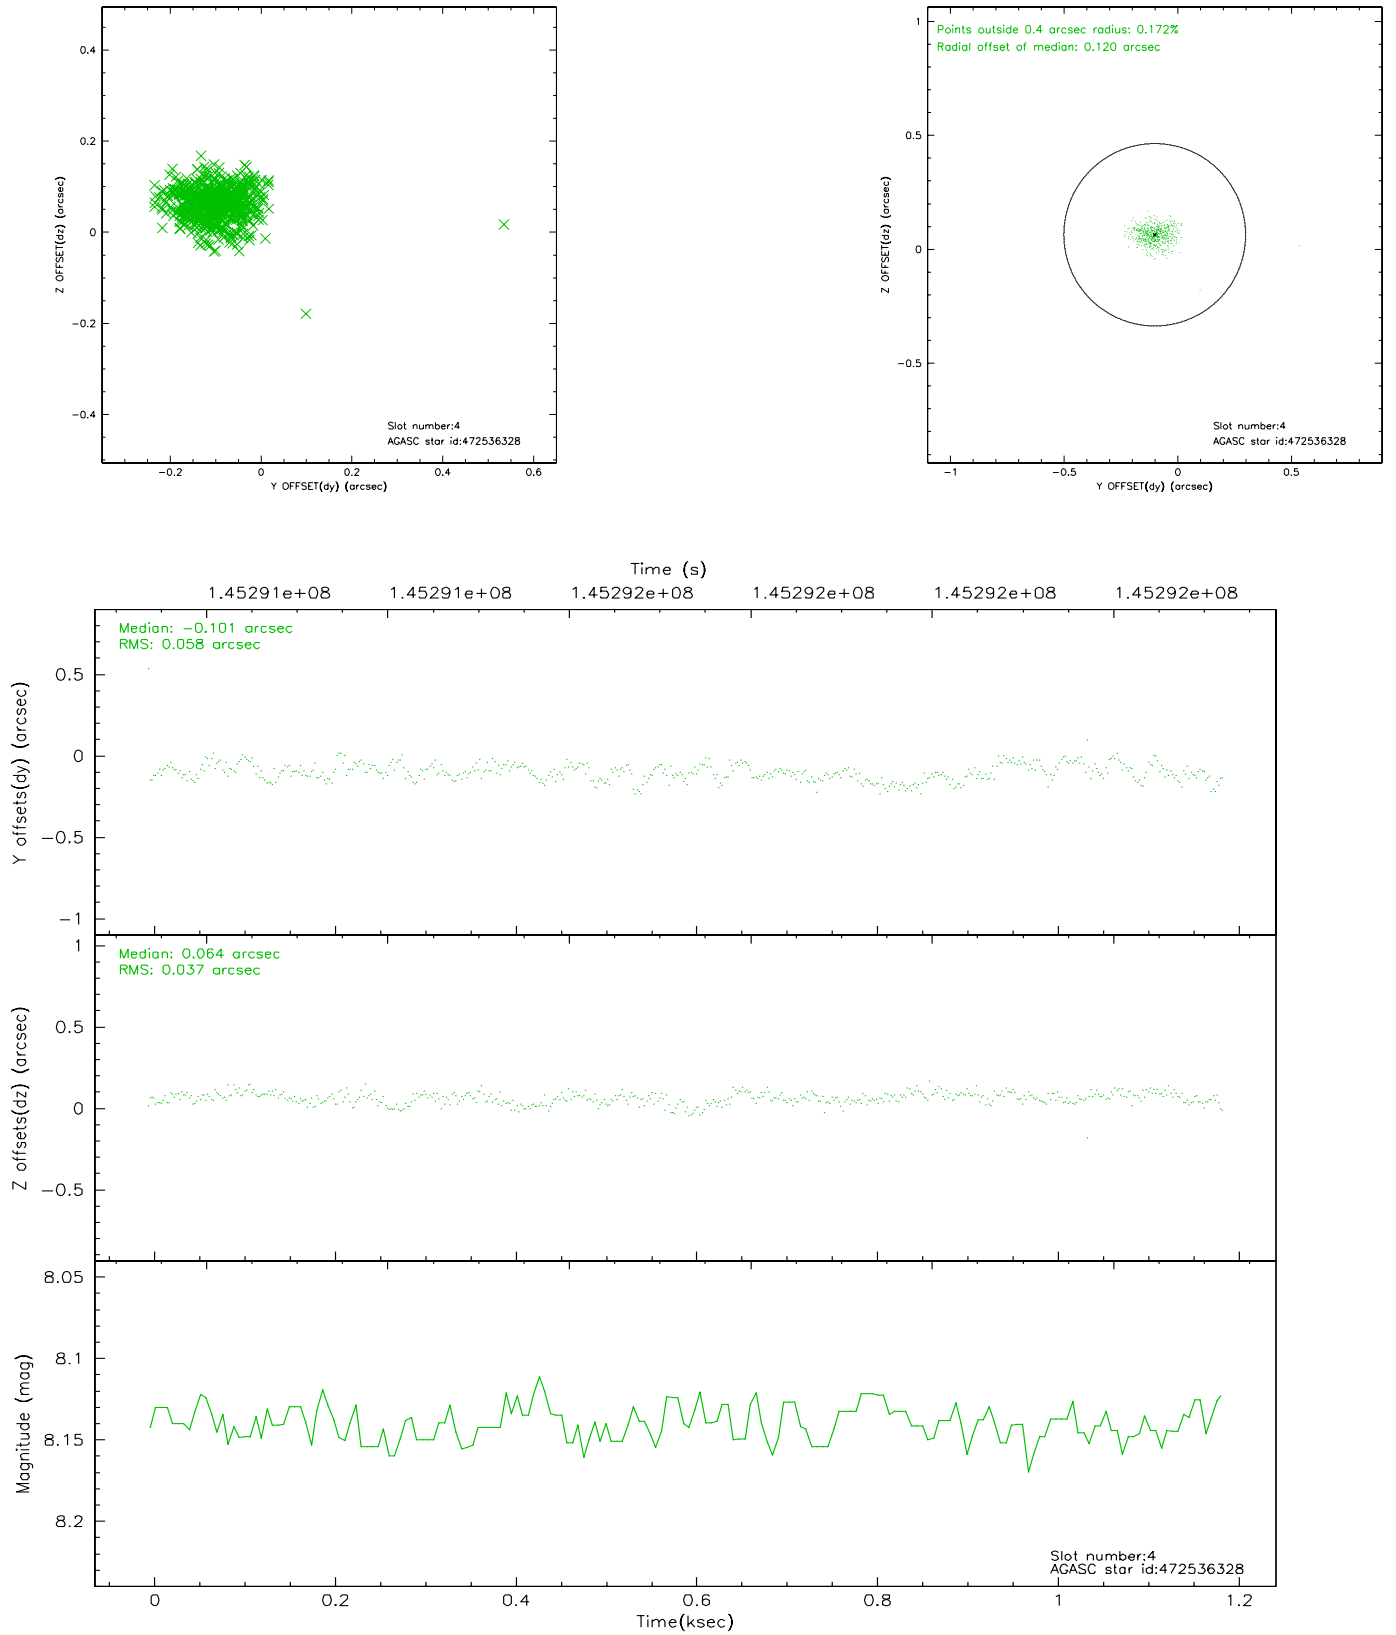 0.4
0.2
0
−0.2
−0.4
Z OFFSET(dz) (arcsec)
Slot number:4
AGASC star id:472536328
−0.2 0 0.2 0.4 0.6
Y OFFSET(dy) (arcsec)
Points outside 0.4 arcsec radius: 0.172%
Radial offset of median: 0.120 arcsec
1
0.5
0
−0.5
Z OFFSET(dz) (arcsec)
Slot number:4
AGASC star id:472536328
−1 −0.5 0 0.5
Y OFFSET(dy) (arcsec)
Time (s)
1.45291e+08 1.45291e+08 1.45292e+08 1.45292e+08 1.45292e+08 1.45292e+08
Median: −0.101 arcsec
RMS: 0.058 arcsec
0.5
0
−0.5
−1
Y offsets(dy) (arcsec)
Median: 0.064 arcsec
RMS: 0.037 arcsec
1
0.5
0
−0.5
Z offsets(dz) (arcsec)
8.05
8.1
8.15
8.2
Magnitude (mag)
Slot number:4
AGASC star id:472536328
0 0.2 0.4 0.6 0.8 1.0 1.2
Time(ksec)